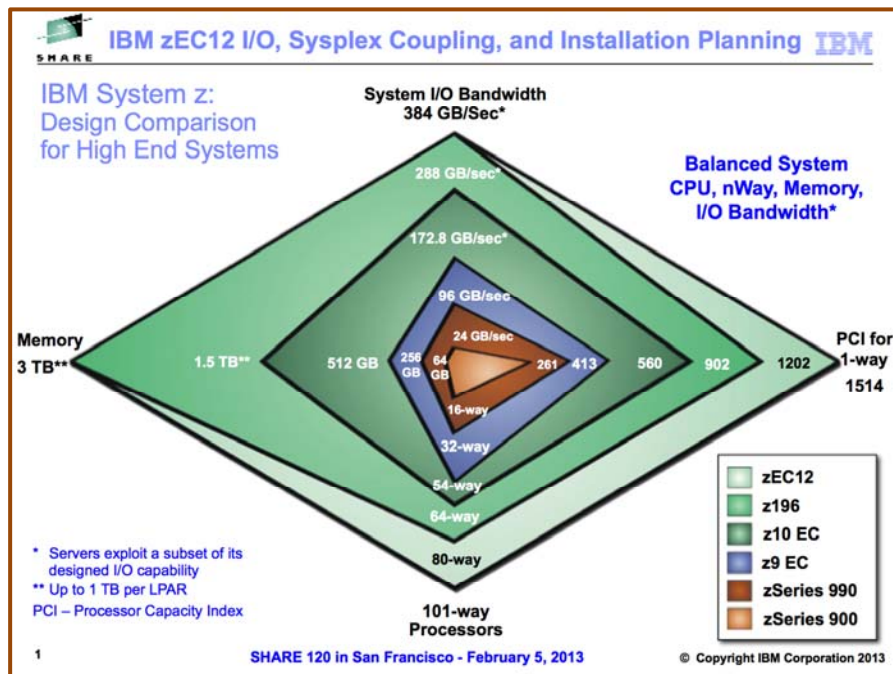 SHARE
IBM zEC12 I/O, Sysplex Coupling, and Installation Planning
IBM
IBM System z:
Design Comparison
for High End Systems
System I/O Bandwidth
384 GB/Sec*
Balanced System
CPU, nWay, Memory,
I/O Bandwidth*
288 GB/sec*
172.8 GB/sec*
96 GB/sec
24 GB/sec
Memory
3 TB**
1.5 TB**
512 GB
256
GB
64
GB
261
413
560
902
1202
PCI for
1-way
1514
16-way
32-way
54-way
64-way
80-way
101-way
Processors
zEC12
z196
z10 EC
z9 EC
zSeries 990
zSeries 900
* Servers exploit a subset of its
designed I/O capability
** Up to 1 TB per LPAR
PCI – Processor Capacity Index
1
SHARE 120 in San Francisco - February 5, 2013
© Copyright IBM Corporation 2013